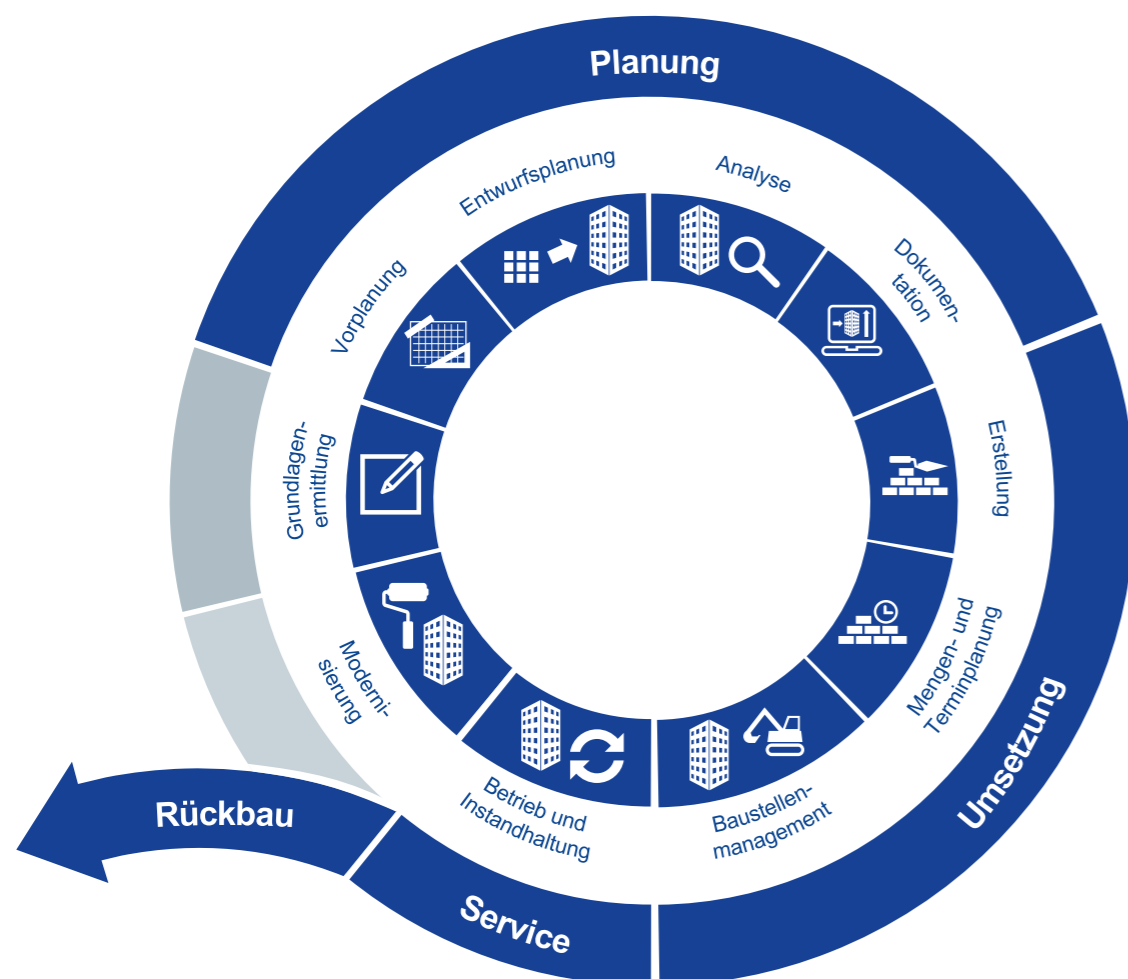 Planung
Entwurfsplanung
Analyse
Vorplanung
Dokumen-
tation
Grundlagen-
ermittlung
Erstellung
Moderni-
sierung
Mengen- und
Terminplanung
Umsetzung
Betrieb und
Instandhaltung
Baustellen-
management
Rückbau
Service